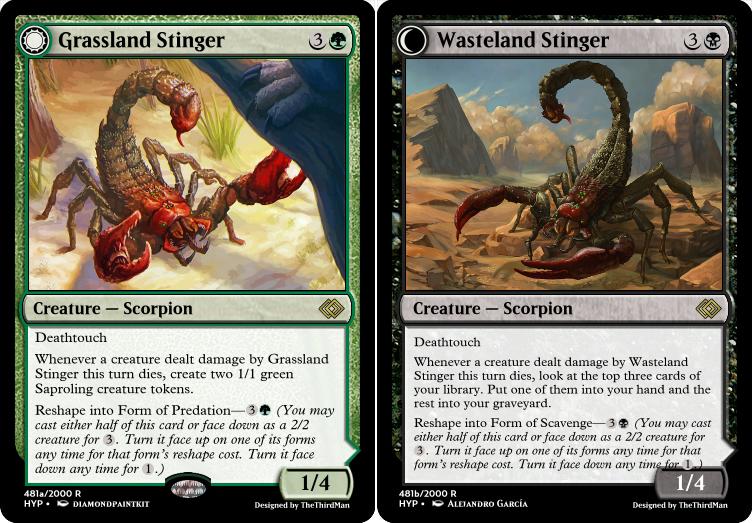 Grassland Stinger 3
Creature — Scorpion
Deathtouch
Whenever a creature dealt damage by Grassland
Stinger this turn dies, create two 1/1 green
Saproling creature tokens.
Reshape into Form of Predation—3 (You may
cast either half of this card or face down as a 2/2
creature for 3. Turn it face up on one of its forms
any time for that form's reshape cost. Turn it face
down any time for 1.)
1/4
481a/2000 R
HYP • DIAMONDPAINTKIT
Designed by TheThirdMan
Wasteland Stinger 3
Creature — Scorpion
Deathtouch
Whenever a creature dealt damage by Wasteland
Stinger this turn dies, look at the top three cards of
your library. Put one of them into your hand and the
rest into your graveyard.
Reshape into Form of Scavenge—3 (You may
cast either half of this card or face down as a 2/2
creature for
3. Turn it face up on one of its forms any time for that
form's reshape cost. Turn it face down any time for 1.)
1/4
481b/2000 R
HYP • ALEJANDRO GARCÍA
Designed by TheThirdMan